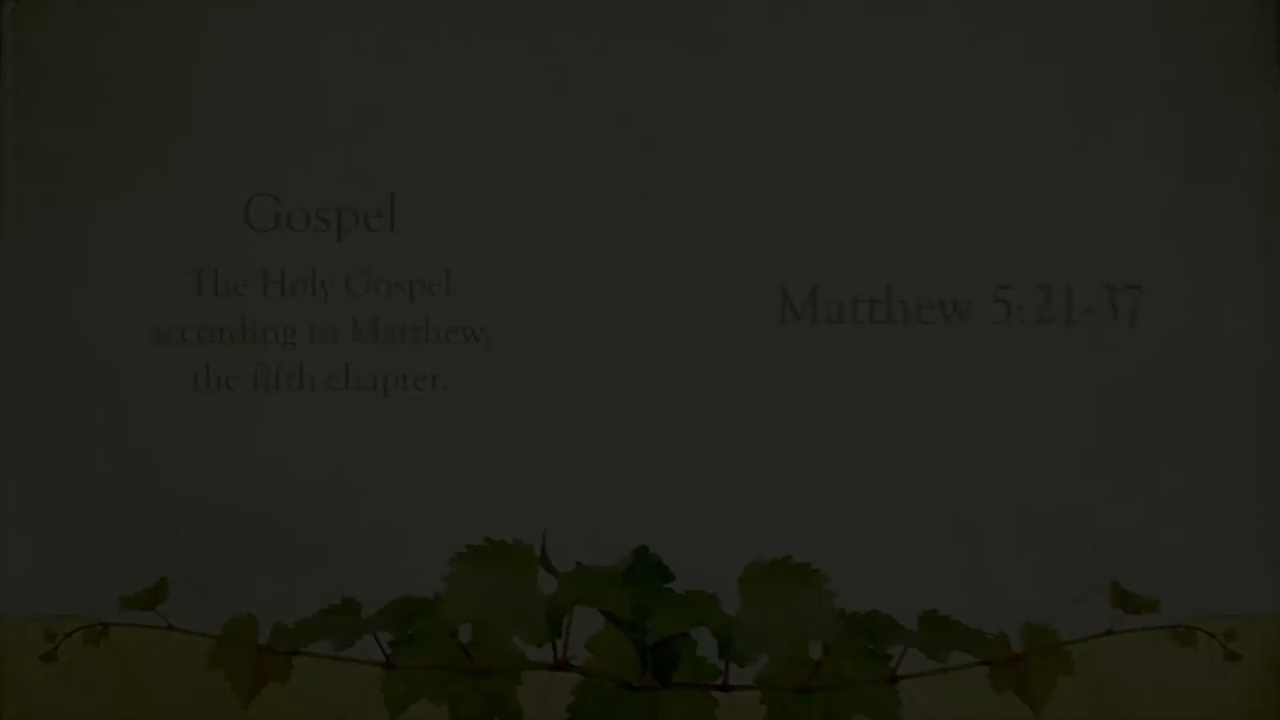 Gospel
The Holy Gospel
according to Matthew,
the fifth chapter.
Matthew 5:21-37